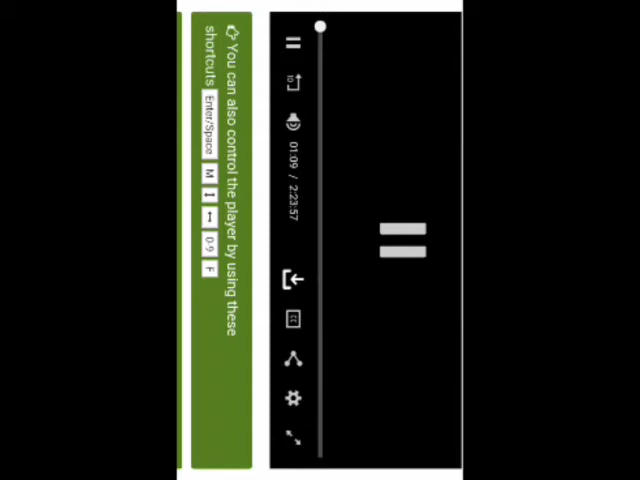 01:09 / 2:23:57
CC
You can also control the player by using these
shortcuts Enter/Space M ↕ ↔ 0-9 F